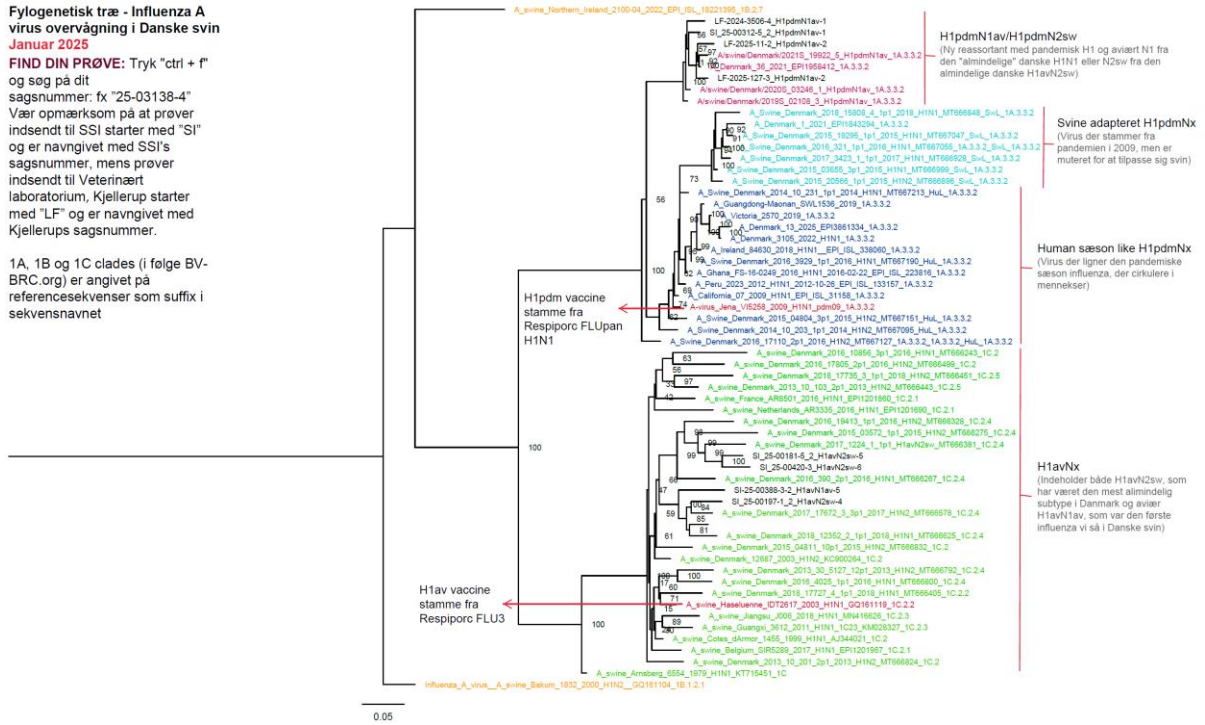 Fylogenetisk træ - Influenza A
virus overvågning i Danske svin
Januar 2025
FIND DIN PRØVE: Tryk "ctrl + f"
og søg på dit
sagsnummer: fx "25-03138-4"
Vær opmærksom på at prøver
indsendt til SSI starter med "SI"
og er navngivet med SSI's
sagsnummer, mens prøver
indsendt til Veterinært
laboratorium, Kjellerup starter
med "LF" og er navngivet med
Kjellerups sagsnummer.
1A, 1B og 1C clades (i følge BV-
BRC.org) er angivet på
referencesekvenser som suffix i
sekvensnavnet
A_swine_Northern_Ireland_2100-04_2022_EPI_ISL_18221395_1B.2.7
LF-2024-3506-4_H1pdmN1av-1
SI_25-00312-5_2_H1pdmN1av-1
LF-2025-11-2_H1pdmN1av-2
A/swine/Denmark/2021S_19922_5_H1pdmN1av_1A.3.3.2
Denmark_36_2021_EPI1958412_1A.3.3.2
LF-2025-127-3_H1pdmN1av-2
A/swine/Denmark/2020S_03246_1_H1pdmN1av_1A.3.3.2
A/swine/Denmark/2019S_02108_3_H1pdmN1av_1A.3.3.2
H1pdmN1av/H1pdmN2sw
(Ny reassortant med pandemisk H1 og aviært N1 fra
den "almindelige" danske H1N1 eller N2sw fra den
almindelige danske H1avN2sw)
A_Swine_Denmark_2018_15808_4_1p1_2018_H1N1_MT666848_SwL_1A.3.3.2
A_Denmark_1_2021_EPI1843294_1A.3.3.2
A_Swine_Denmark_2015_19295_1p1_2015_H1N1_MT667047_SwL_1A.3.3.2
A_Swine_Denmark_2016_321_1p1_2016_H1N1_MT667055_1A.3.3.2_SwL_1A.3.3.2
A_Swine_Denmark_2017_3423_1_1p1_2017_H1N1_MT666928_SwL_1A.3.3.2
A_Swine_Denmark_2015_03655_3p1_2015_H1N1_MT666999_SwL_1A.3.3.2
A_Swine_Denmark_2015_20566_1p1_2015_H1N2_MT666896_SwL_1A.3.3.2
Svine adapteret H1pdmNx
(Virus der stammer fra
pandemien i 2009, men er
muteret for at tilpasse sig svin)
A_Swine_Denmark_2014_10_231_1p1_2014_H1N1_MT667213_HuL_1A.3.3.2
A_Guangdong-Maonan_SWL1536_2019_1A.3.3.2
A_Victoria_2570_2019_1A.3.3.2
A_Denmark_13_2025_EPI3861334_1A.3.3.2
A_Denmark_3105_2022_H1N1_1A.3.3.2
A_Ireland_84630_2018_H1N1__EPI_ISL_338060_1A.3.3.2
A_Swine_Denmark_2016_3929_1p1_2016_H1N1_MT667190_HuL_1A.3.3.2
A_Ghana_FS-16-0249_2016_H1N1_2016-02-22_EPI_ISL_223816_1A.3.3.2
A_Peru_2023_2012_H1N1_2012-10-26_EPI_ISL_133157_1A.3.3.2
A_California_07_2009_H1N1_EPI_ISL_31158_1A.3.3.2
A-virus_Jena_VI5258_2009_H1N1_pdm09_1A.3.3.2
A_Swine_Denmark_2015_04804_3p1_2015_H1N2_MT667151_HuL_1A.3.3.2
A_Swine_Denmark_2014_10_203_1p1_2014_H1N2_MT667095_HuL_1A.3.3.2
A_Swine_Denmark_2016_17110_2p1_2016_H1N2_MT667127_1A.3.3.2_1A.3.3.2_HuL_1A.3.3.2
Human sæson like H1pdmNx
(Virus der ligner den pandemiske
sæson influenza, der cirkulere i
mennekser)
H1pdm vaccine
stamme fra
Respiporc FLUpan
H1N1
A_swine_Denmark_2016_10856_3p1_2016_H1N1_MT666243_1C.2
A_swine_Denmark_2016_17805_2p1_2016_H1N2_MT666499_1C.2
A_swine_Denmark_2018_17735_3_1p1_2018_H1N2_MT666451_1C.2.5
A_swine_Denmark_2013_10_103_2p1_2013_H1N2_MT666443_1C.2.5
A_swine_France_AR8501_2016_H1N1_EPI1201860_1C.2.1
A_swine_Netherlands_AR3335_2016_H1N1_EPI1201690_1C.2.1
A_swine_Denmark_2016_19413_1p1_2016_H1N2_MT666328_1C.2.4
A_swine_Denmark_2015_03572_1p1_2015_H1N2_MT666275_1C.2.4
A_swine_Denmark_2017_1224_1_1p1_H1avN2sw_MT666381_1C.2.4
SI_25-00181-5_2_H1avN2sw-5
SI_25-00420-3_H1avN2sw-6
A_swine_Denmark_2016_390_2p1_2016_H1N2_MT666267_1C.2.4
SI-25-00388-3-2_H1avN1av-5
SI_25-00197-1_2_H1avN2sw-4
A_swine_Denmark_2017_17672_3_3p1_2017_H1N2_MT666578_1C.2.4
A_swine_Denmark_2018_12352_2_1p1_2018_H1N1_MT666625_1C.2.4
A_swine_Denmark_2015_04811_10p1_2015_H1N2_MT666832_1C.2
A_swine_Denmark_12687_2003_H1N2_KC900264_1C.2
A_swine_Denmark_2013_30_5127_12p1_2013_H1N2_MT666792_1C.2.4
A_swine_Denmark_2016_4025_1p1_2016_H1N1_MT666800_1C.2.4
A_swine_Denmark_2018_17727_4_1p1_2018_H1N1_MT666405_1C.2.2
A_swine_Haseluenne_IDT2617_2003_H1N1_GQ161119_1C.2.2
A_swine_Jiangsu_J006_2018_H1N1_MN416626_1C.2.3
A_swine_Guangxi_3612_2011_H1N1_1C23_KM028327_1C.2.3
A_swine_Cotes_dArmor_1455_1999_H1N1_AJ344021_1C.2
A_swine_Belgium_SIR5289_2017_H1N1_EPI1201967_1C.2.1
A_swine_Denmark_2013_10_201_2p1_2013_H1N2_MT666824_1C.2
A_swine_Arnsberg_6554_1979_H1N1_KT715451_1C
H1avNx
(Indeholder både H1avN2sw, som
har været den mest almindelig
subtype i Danmark og aviær
H1avN1av, som var den første
influenza vi så i Danske svin)
H1av vaccine
stamme fra
Respiporc FLU3
Influenza_A_virus__A_swine_Bakum_1832_2000_H1N2__GQ161104_1B.1.2.1
0.05